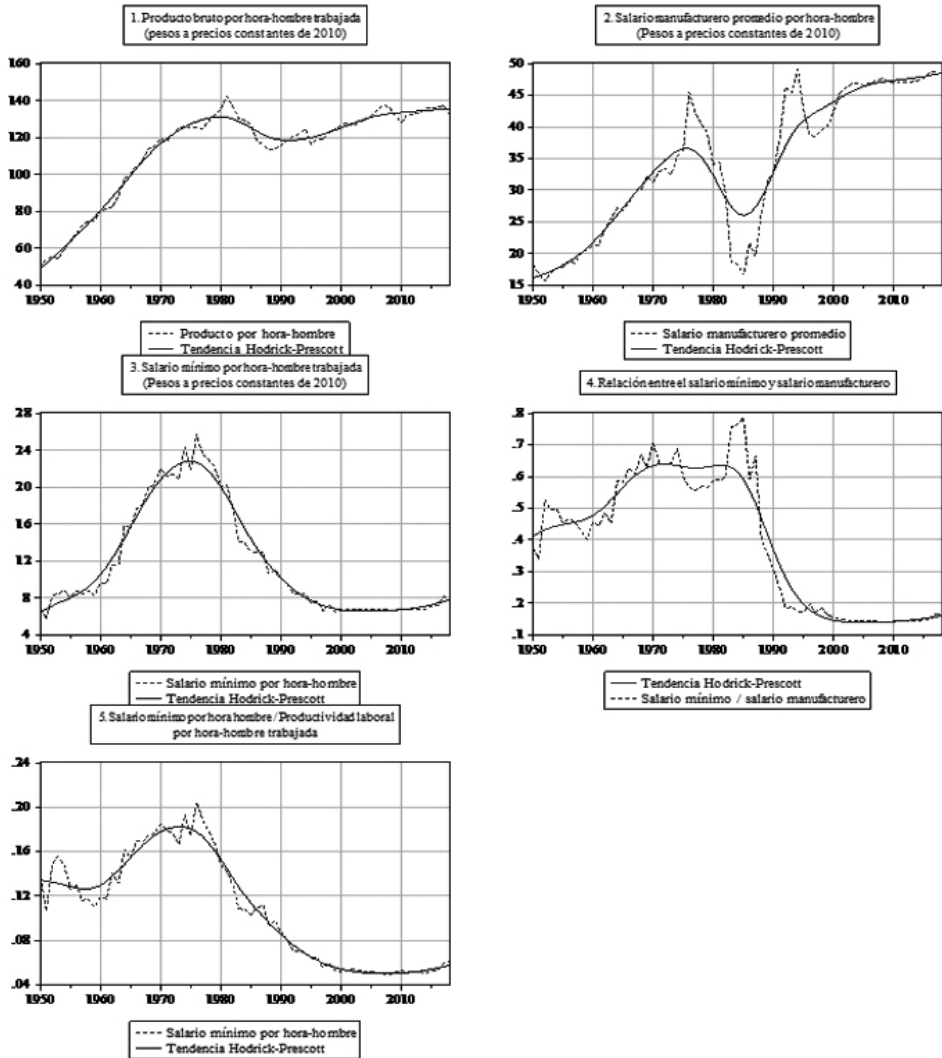 1. Producto bruto por hora-hombre trabajada
(pesos a precios constantes de 2010)
160
140
120
100
80
60
40
1950 1960 1970 1980 1990 2000 2010
Producto por hora-hombre
Tendencia Hodrick-Prescott
2. Salario manufacturero promedio por hora-hombre
(Pesos a precios constantes de 2010)
50
45
40
35
30
25
20
15
1950 1960 1970 1980 1990 2000 2010
Salario manufacturero promedio
Tendencia Hodrick-Prescott
3. Salario mínimo por hora-hombre trabajada
(Pesos a precios constantes de 2010)
28
24
20
16
12
8
4
1950 1960 1970 1980 1990 2000 2010
Salario mínimo por hora-hombre
Tendencia Hodrick-Prescott
4. Relación entre el salario mínimo y salario manufacturero
.8
.7
.6
.5
.4
.3
.2
.1
1950 1960 1970 1980 1990 2000 2010
Tendencia Hodrick-Prescott
Salario mínimo / salario manufacturero
5. Salario mínimo por hora hombre / Productividad laboral
por hora-hombre trabajada
.24
.20
.16
.12
.08
.04
1950 1960 1970 1980 1990 2000 2010
Salario mínimo por hora-hombre
Tendencia Hodrick-Prescott